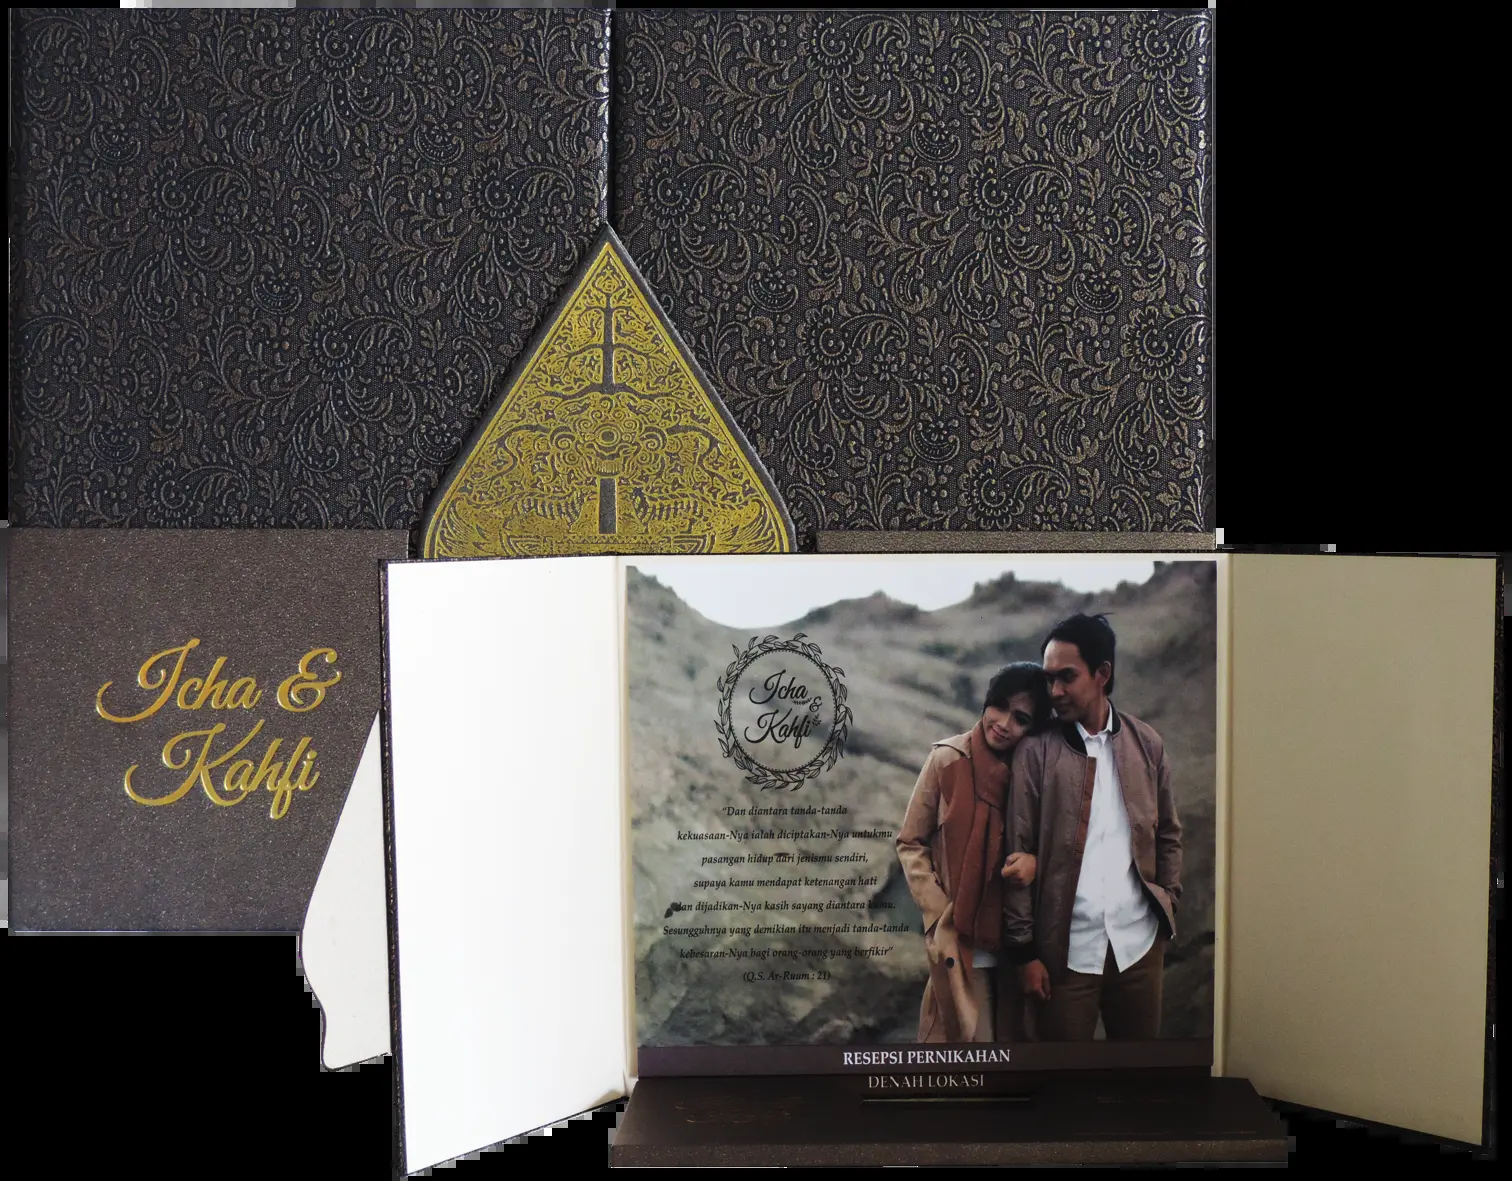 Icha &
Kahfi
Icha
&
Kahfi
"Dan diantara tanda-tanda
kekuasaan-Nya ialah diciptakan-Nya untukmu
pasangan hidup dari jenismu sendiri,
supaya kamu mendapat ketenangan hati
dan dijadikan-Nya kasih sayang diantara kamu.
Sesungguhnya yang demikian itu menjadi tanda-tanda
kebesaran-Nya bagi orang-orang yang berfikir"
(Q.S. Ar-Ruum : 21)
RESEPSI PERNIKAHAN
DENAH LOKASI